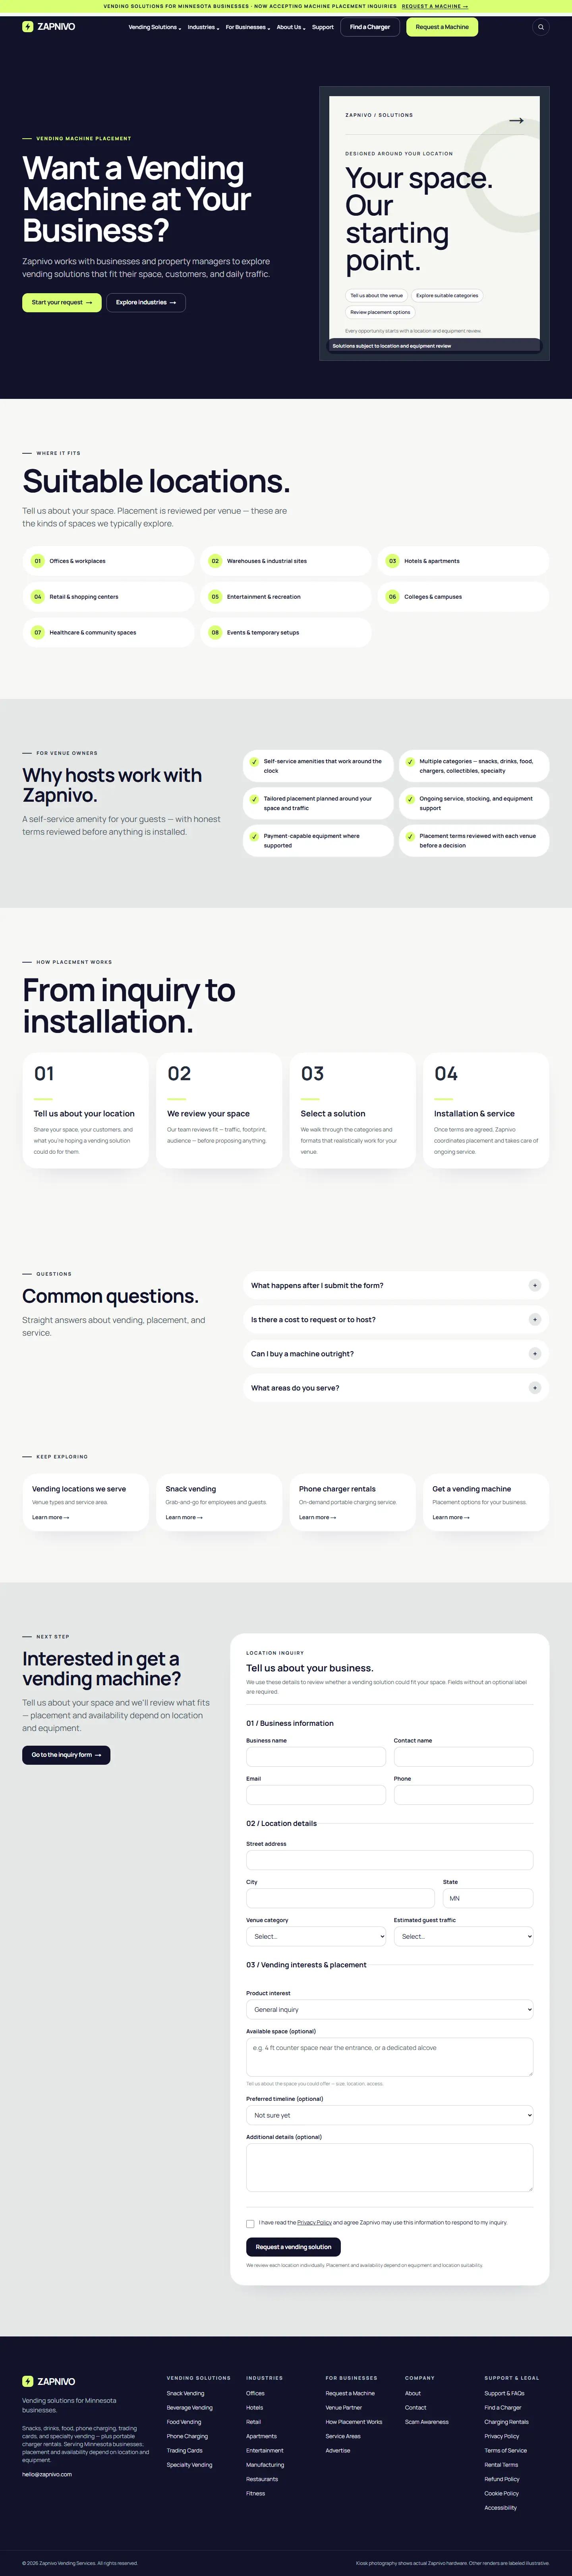 VENDING SOLUTIONS FOR MINNESOTA BUSINESSES · NOW ACCEPTING MACHINE PLACEMENT INQUIRIES REQUEST A MACHINE →
ZAPNIVO
Vending Solutions
Industries
For Businesses
About Us
Support
Find a Charger
Request a Machine
VENDING MACHINE PLACEMENT
Want a Vending
Machine at Your
Business?
Zapnivo works with businesses and property managers to explore
vending solutions that fit their space, customers, and daily traffic.
Start your request →
Explore industries →
ZAPNIVO / SOLUTIONS
→
DESIGNED AROUND YOUR LOCATION
Your space.
Our
starting
point.
Tell us about the venue
Explore suitable categories
Review placement options
Every opportunity starts with a location and equipment review.
Solutions subject to location and equipment review
WHERE IT FITS
Suitable locations.
Tell us about your space. Placement is reviewed per venue — these are
the kinds of spaces we typically explore.
01 Offices & workplaces
02 Warehouses & industrial sites
03 Hotels & apartments
04 Retail & shopping centers
05 Entertainment & recreation
06 Colleges & campuses
07 Healthcare & community spaces
08 Events & temporary setups
FOR VENUE OWNERS
Why hosts work with
Zapnivo.
A self-service amenity for your guests — with honest
terms reviewed before anything is installed.
✓ Self-service amenities that work around the
clock
✓ Multiple categories — snacks, drinks, food,
chargers, collectibles, specialty
✓ Tailored placement planned around your
space and traffic
✓ Ongoing service, stocking, and equipment
support
✓ Payment-capable equipment where
supported
✓ Placement terms reviewed with each venue
before a decision
HOW PLACEMENT WORKS
From inquiry to
installation.
01
Tell us about your location
Share your space, your customers, and
what you're hoping a vending solution
could do for them.
02
We review your space
Our team reviews fit — traffic, footprint,
audience — before proposing anything.
03
Select a solution
We walk through the categories and
formats that realistically work for your
venue.
04
Installation & service
Once terms are agreed, Zapnivo
coordinates placement and takes care of
ongoing service.
QUESTIONS
Common questions.
Straight answers about vending, placement, and
service.
What happens after I submit the form? +
Is there a cost to request or to host? +
Can I buy a machine outright? +
What areas do you serve? +
KEEP EXPLORING
Vending locations we serve
Venue types and service area.
Learn more →
Snack vending
Grab-and-go for employees and guests.
Learn more →
Phone charger rentals
On-demand portable charging service.
Learn more →
Get a vending machine
Placement options for your business.
Learn more →
NEXT STEP
Interested in get a
vending machine?
Tell us about your space and we'll review what fits
— placement and availability depend on location
and equipment.
Go to the inquiry form →
LOCATION INQUIRY
Tell us about your business.
We use these details to review whether a vending solution could fit your space. Fields without an optional label
are required.
01 / Business information
Business name
Contact name
Email
Phone
02 / Location details
Street address
City
State
MN
Venue category
Estimated guest traffic
Select…
Select…
03 / Vending interests & placement
Product interest
General inquiry
Available space (optional)
e.g. 4 ft counter space near the entrance, or a dedicated alcove
Tell us about the space you could offer — size, location, access.
Preferred timeline (optional)
Not sure yet
Additional details (optional)
I have read the Privacy Policy and agree Zapnivo may use this information to respond to my inquiry.
Request a vending solution
We review each location individually. Placement and availability depend on equipment and location suitability.
ZAPNIVO
Vending solutions for Minnesota
businesses.
Snacks, drinks, food, phone charging, trading
cards, and specialty vending — plus portable
charger rentals. Serving Minnesota businesses;
placement and availability depend on location and
equipment.
hello@zapnivo.com
VENDING SOLUTIONS
Snack Vending
Beverage Vending
Food Vending
Phone Charging
Trading Cards
Specialty Vending
INDUSTRIES
Offices
Hotels
Retail
Apartments
Entertainment
Manufacturing
Restaurants
Fitness
FOR BUSINESSES
Request a Machine
Venue Partner
How Placement Works
Service Areas
Advertise
COMPANY
About
Contact
Scam Awareness
SUPPORT & LEGAL
Support & FAQs
Find a Charger
Charging Rentals
Privacy Policy
Terms of Service
Rental Terms
Refund Policy
Cookie Policy
Accessibility
© 2026 Zapnivo Vending Services. All rights reserved.
Kiosk photography shows actual Zapnivo hardware. Other renders are labeled illustrative.